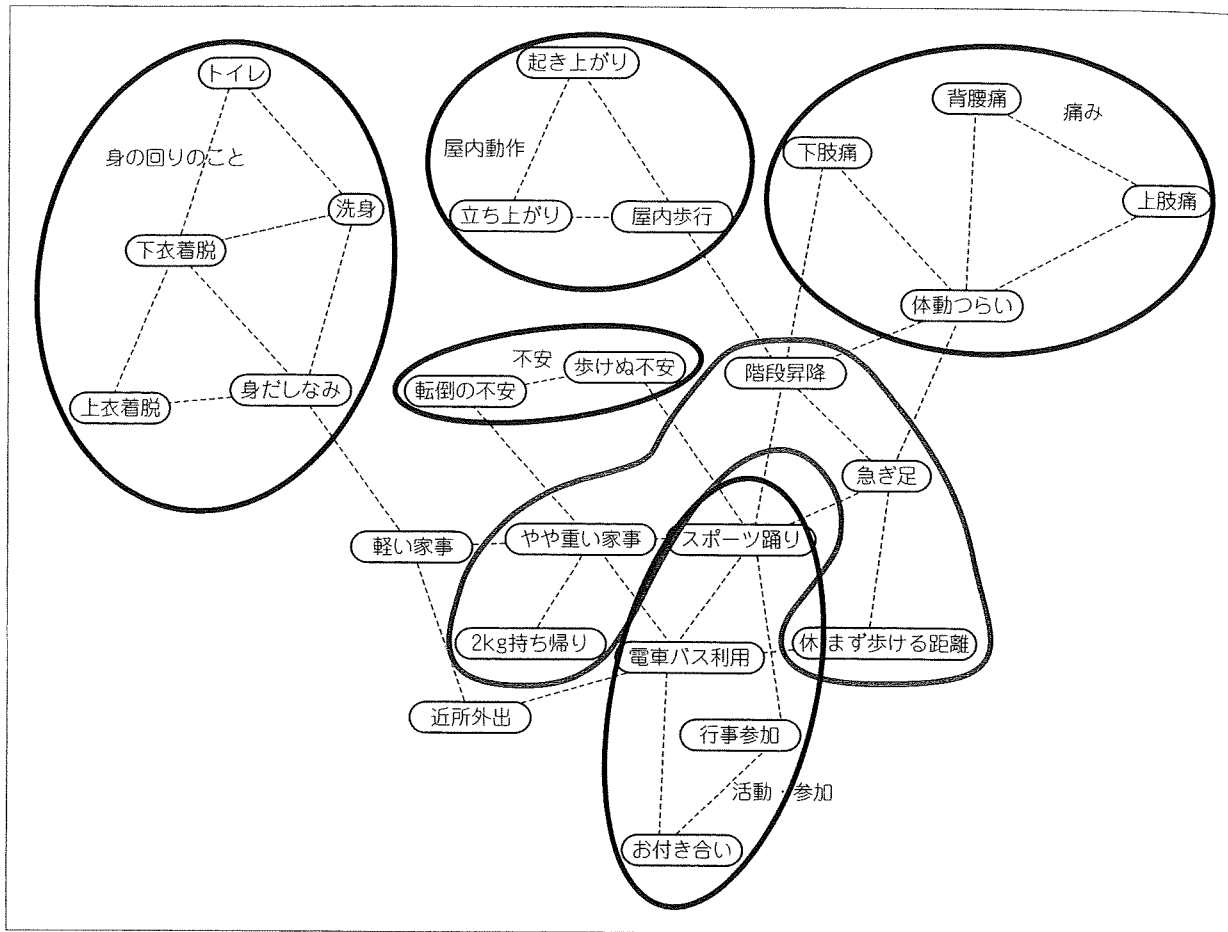 トイレ
身の回りのこと
洗身
下衣着脱
上衣着脱
身だしなみ
起き上がり
屋内動作
立ち上がり
屋内歩行
背腰痛
痛み
下肢痛
上肢痛
体動つらい
不安
歩けぬ不安
転倒の不安
階段昇降
急ぎ足
軽い家事
やや重い家事
スポーツ踊り
2kg持ち帰り
電車バス利用
休まず歩ける距離
近所外出
行事参加
活動・参加
お付き合い